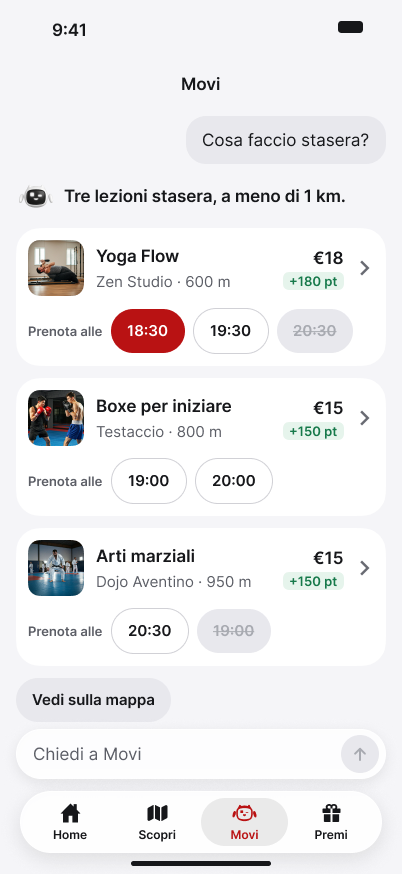 9:41
Movi
Cosa faccio stasera?
Tre lezioni stasera, a meno di 1 km.
Yoga Flow
€18
Zen Studio · 600 m
+180 pt
Prenota alle 18:30 19:30 20:30
Boxe per iniziare
€15
Testaccio · 800 m
+150 pt
Prenota alle 19:00 20:00
Arti marziali
€15
Dojo Aventino · 950 m
+150 pt
Prenota alle 20:30 19:00
Vedi sulla mappa
Chiedi a Movi
Home Scopri Movi Premi